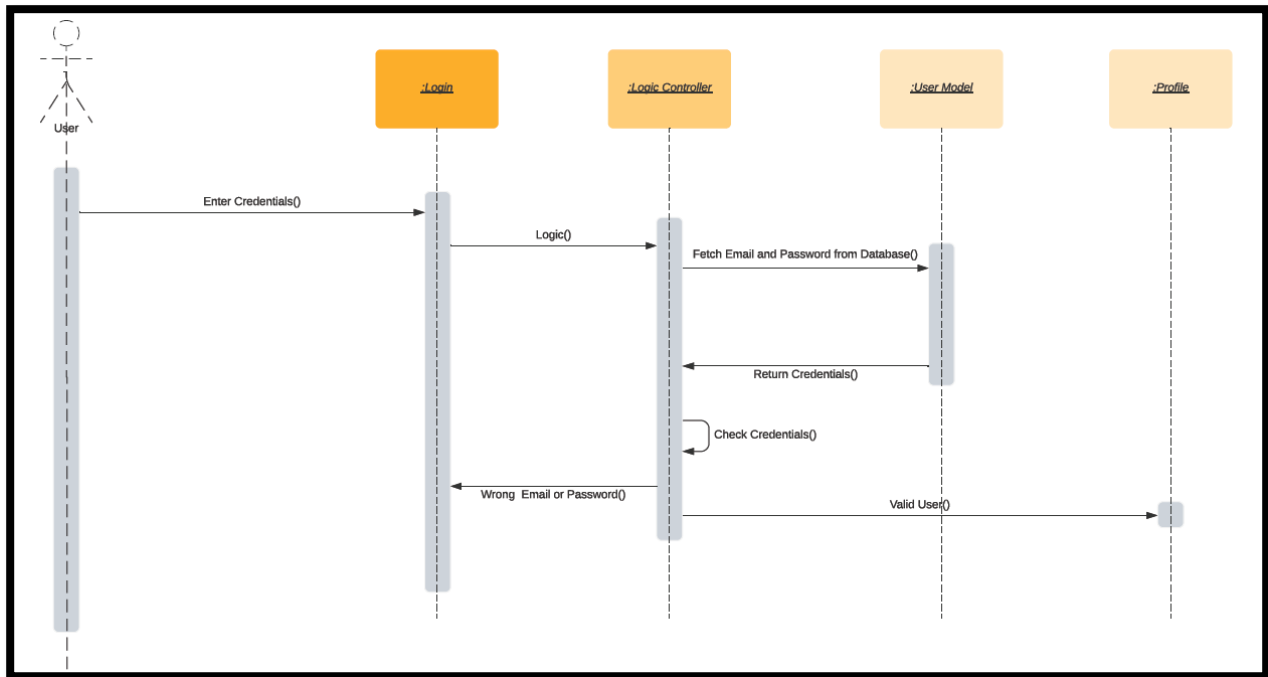 :Login
:Logic Controller
:User Model
:Profile
User
Enter Credentials()
Logic()
Fetch Email and Password from Database()
Return Credentials()
Check Credentials()
Wrong  Email or Password()
Valid User()